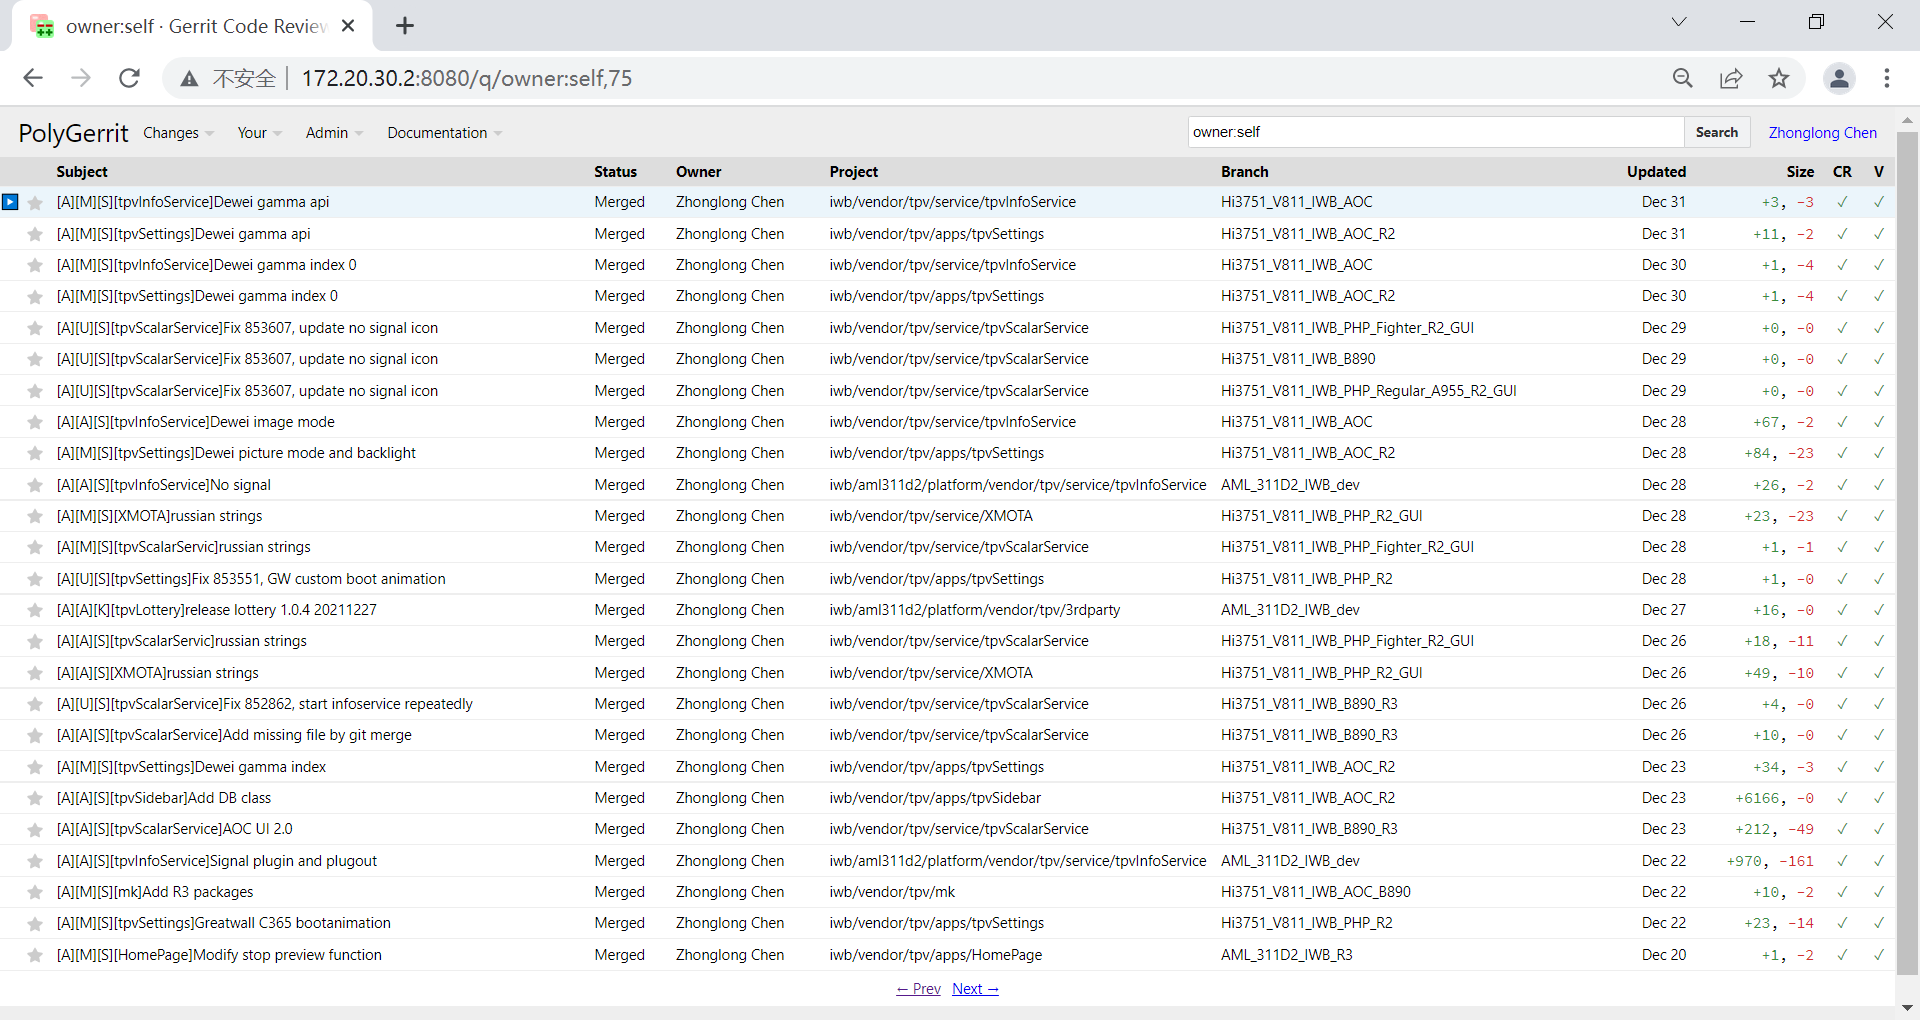 owner:self · Gerrit Code Review
不安全 172.20.30.2:8080/q/owner:self,75
PolyGerrit Changes Your Admin Documentation owner:self Search Zhonglong Chen
Subject Status Owner Project Branch Updated Size CR V
[A][M][S][tpvInfoService]Dewei gamma api Merged Zhonglong Chen iwb/vendor/tpv/service/tpvInfoService Hi3751_V811_IWB_AOC Dec 31 +3, -3 ✓ ✓
[A][M][S][tpvSettings]Dewei gamma api Merged Zhonglong Chen iwb/vendor/tpv/apps/tpvSettings Hi3751_V811_IWB_AOC_R2 Dec 31 +11, -2 ✓ ✓
[A][M][S][tpvInfoService]Dewei gamma index 0 Merged Zhonglong Chen iwb/vendor/tpv/service/tpvInfoService Hi3751_V811_IWB_AOC Dec 30 +1, -4 ✓ ✓
[A][M][S][tpvSettings]Dewei gamma index 0 Merged Zhonglong Chen iwb/vendor/tpv/apps/tpvSettings Hi3751_V811_IWB_AOC_R2 Dec 30 +1, -4 ✓ ✓
[A][U][S][tpvScalarService]Fix 853607, update no signal icon Merged Zhonglong Chen iwb/vendor/tpv/service/tpvScalarService Hi3751_V811_IWB_PHP_Fighter_R2_GUI Dec 29 +0, -0 ✓ ✓
[A][U][S][tpvScalarService]Fix 853607, update no signal icon Merged Zhonglong Chen iwb/vendor/tpv/service/tpvScalarService Hi3751_V811_IWB_B890 Dec 29 +0, -0 ✓ ✓
[A][U][S][tpvScalarService]Fix 853607, update no signal icon Merged Zhonglong Chen iwb/vendor/tpv/service/tpvScalarService Hi3751_V811_IWB_PHP_Regular_A955_R2_GUI Dec 29 +0, -0 ✓ ✓
[A][A][S][tpvInfoService]Dewei image mode Merged Zhonglong Chen iwb/vendor/tpv/service/tpvInfoService Hi3751_V811_IWB_AOC Dec 28 +67, -2 ✓ ✓
[A][M][S][tpvSettings]Dewei picture mode and backlight Merged Zhonglong Chen iwb/vendor/tpv/apps/tpvSettings Hi3751_V811_IWB_AOC_R2 Dec 28 +84, -23 ✓ ✓
[A][A][S][tpvInfoService]No signal Merged Zhonglong Chen iwb/aml311d2/platform/vendor/tpv/service/tpvInfoService AML_311D2_IWB_dev Dec 28 +26, -2 ✓ ✓
[A][M][S][XMOTA]russian strings Merged Zhonglong Chen iwb/vendor/tpv/service/XMOTA Hi3751_V811_IWB_PHP_R2_GUI Dec 28 +23, -23 ✓ ✓
[A][M][S][tpvScalarServic]russian strings Merged Zhonglong Chen iwb/vendor/tpv/service/tpvScalarService Hi3751_V811_IWB_PHP_Fighter_R2_GUI Dec 28 +1, -1 ✓ ✓
[A][U][S][tpvSettings]Fix 853551, GW custom boot animation Merged Zhonglong Chen iwb/vendor/tpv/apps/tpvSettings Hi3751_V811_IWB_PHP_R2 Dec 28 +1, -0 ✓ ✓
[A][A][K][tpvLottery]release lottery 1.0.4 20211227 Merged Zhonglong Chen iwb/aml311d2/platform/vendor/tpv/3rdparty AML_311D2_IWB_dev Dec 27 +16, -0 ✓ ✓
[A][A][S][tpvScalarServic]russian strings Merged Zhonglong Chen iwb/vendor/tpv/service/tpvScalarService Hi3751_V811_IWB_PHP_Fighter_R2_GUI Dec 26 +18, -11 ✓ ✓
[A][A][S][XMOTA]russian strings Merged Zhonglong Chen iwb/vendor/tpv/service/XMOTA Hi3751_V811_IWB_PHP_R2_GUI Dec 26 +49, -10 ✓ ✓
[A][U][S][tpvScalarService]Fix 852862, start infoservice repeatedly Merged Zhonglong Chen iwb/vendor/tpv/service/tpvScalarService Hi3751_V811_IWB_B890_R3 Dec 26 +4, -0 ✓ ✓
[A][A][S][tpvScalarService]Add missing file by git merge Merged Zhonglong Chen iwb/vendor/tpv/service/tpvScalarService Hi3751_V811_IWB_B890_R3 Dec 26 +10, -0 ✓ ✓
[A][M][S][tpvSettings]Dewei gamma index Merged Zhonglong Chen iwb/vendor/tpv/apps/tpvSettings Hi3751_V811_IWB_AOC_R2 Dec 23 +34, -3 ✓ ✓
[A][A][S][tpvSidebar]Add DB class Merged Zhonglong Chen iwb/vendor/tpv/apps/tpvSidebar Hi3751_V811_IWB_AOC_R2 Dec 23 +6166, -0 ✓ ✓
[A][A][S][tpvScalarService]AOC UI 2.0 Merged Zhonglong Chen iwb/vendor/tpv/service/tpvScalarService Hi3751_V811_IWB_B890_R3 Dec 23 +212, -49 ✓ ✓
[A][A][S][tpvInfoService]Signal plugin and plugout Merged Zhonglong Chen iwb/aml311d2/platform/vendor/tpv/service/tpvInfoService AML_311D2_IWB_dev Dec 22 +970, -161 ✓ ✓
[A][M][S][mk]Add R3 packages Merged Zhonglong Chen iwb/vendor/tpv/mk Hi3751_V811_IWB_AOC_B890 Dec 22 +10, -2 ✓ ✓
[A][M][S][tpvSettings]Greatwall C365 bootanimation Merged Zhonglong Chen iwb/vendor/tpv/apps/tpvSettings Hi3751_V811_IWB_PHP_R2 Dec 22 +23, -14 ✓ ✓
[A][M][S][HomePage]Modify stop preview function Merged Zhonglong Chen iwb/vendor/tpv/apps/HomePage AML_311D2_IWB_R3 Dec 20 +1, -2 ✓ ✓
← Prev Next →